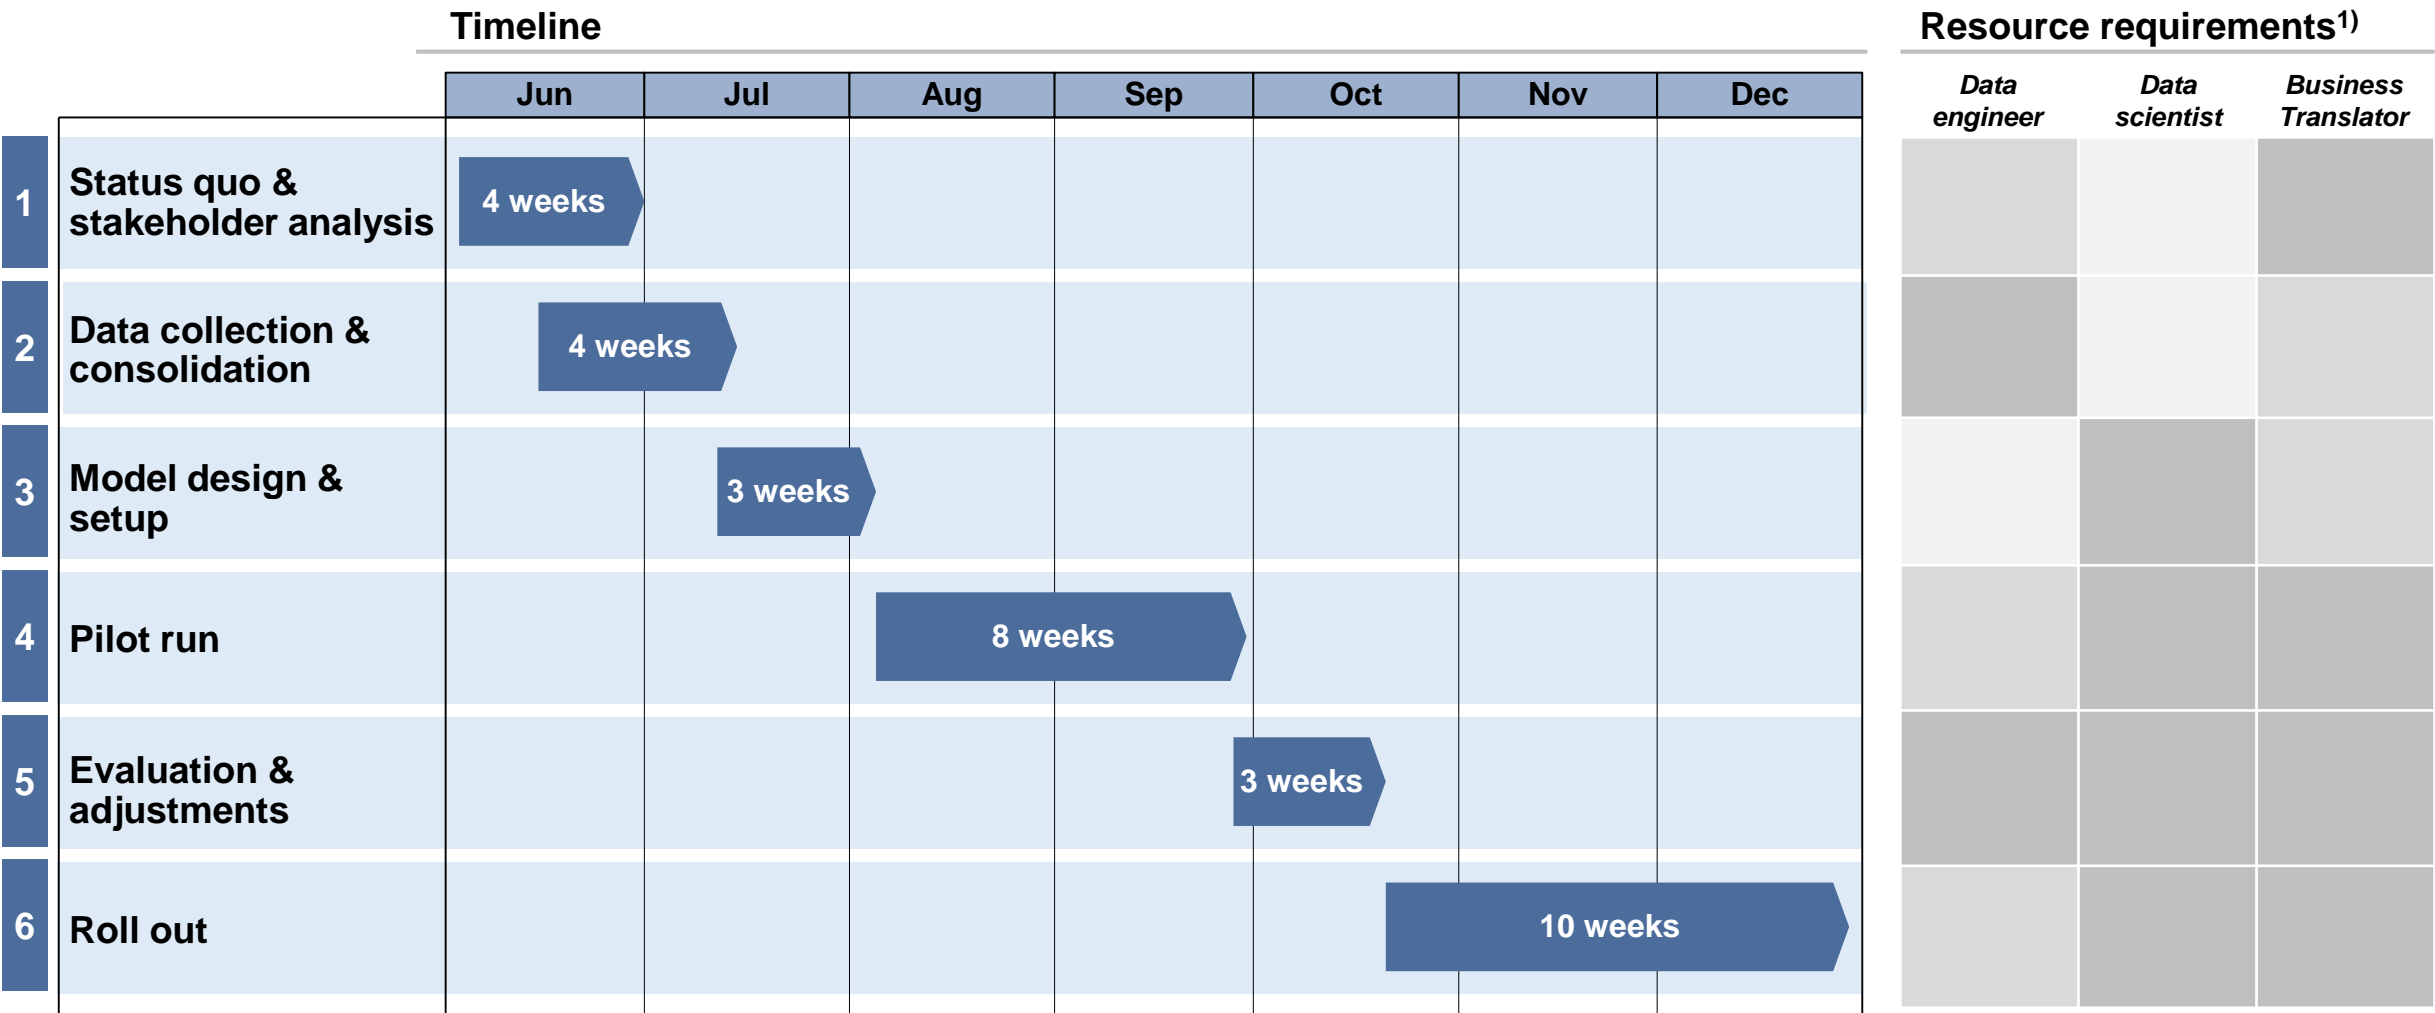 Timeline
Resource requirements1)
Jun Jul Aug Sep Oct Nov Dec
Data engineer
Data scientist
Business Translator
1
Status quo &
stakeholder analysis
4 weeks
2
Data collection &
consolidation
4 weeks
3
Model design &
setup
3 weeks
4
Pilot run
8 weeks
5
Evaluation &
adjustments
3 weeks
6
Roll out
10 weeks